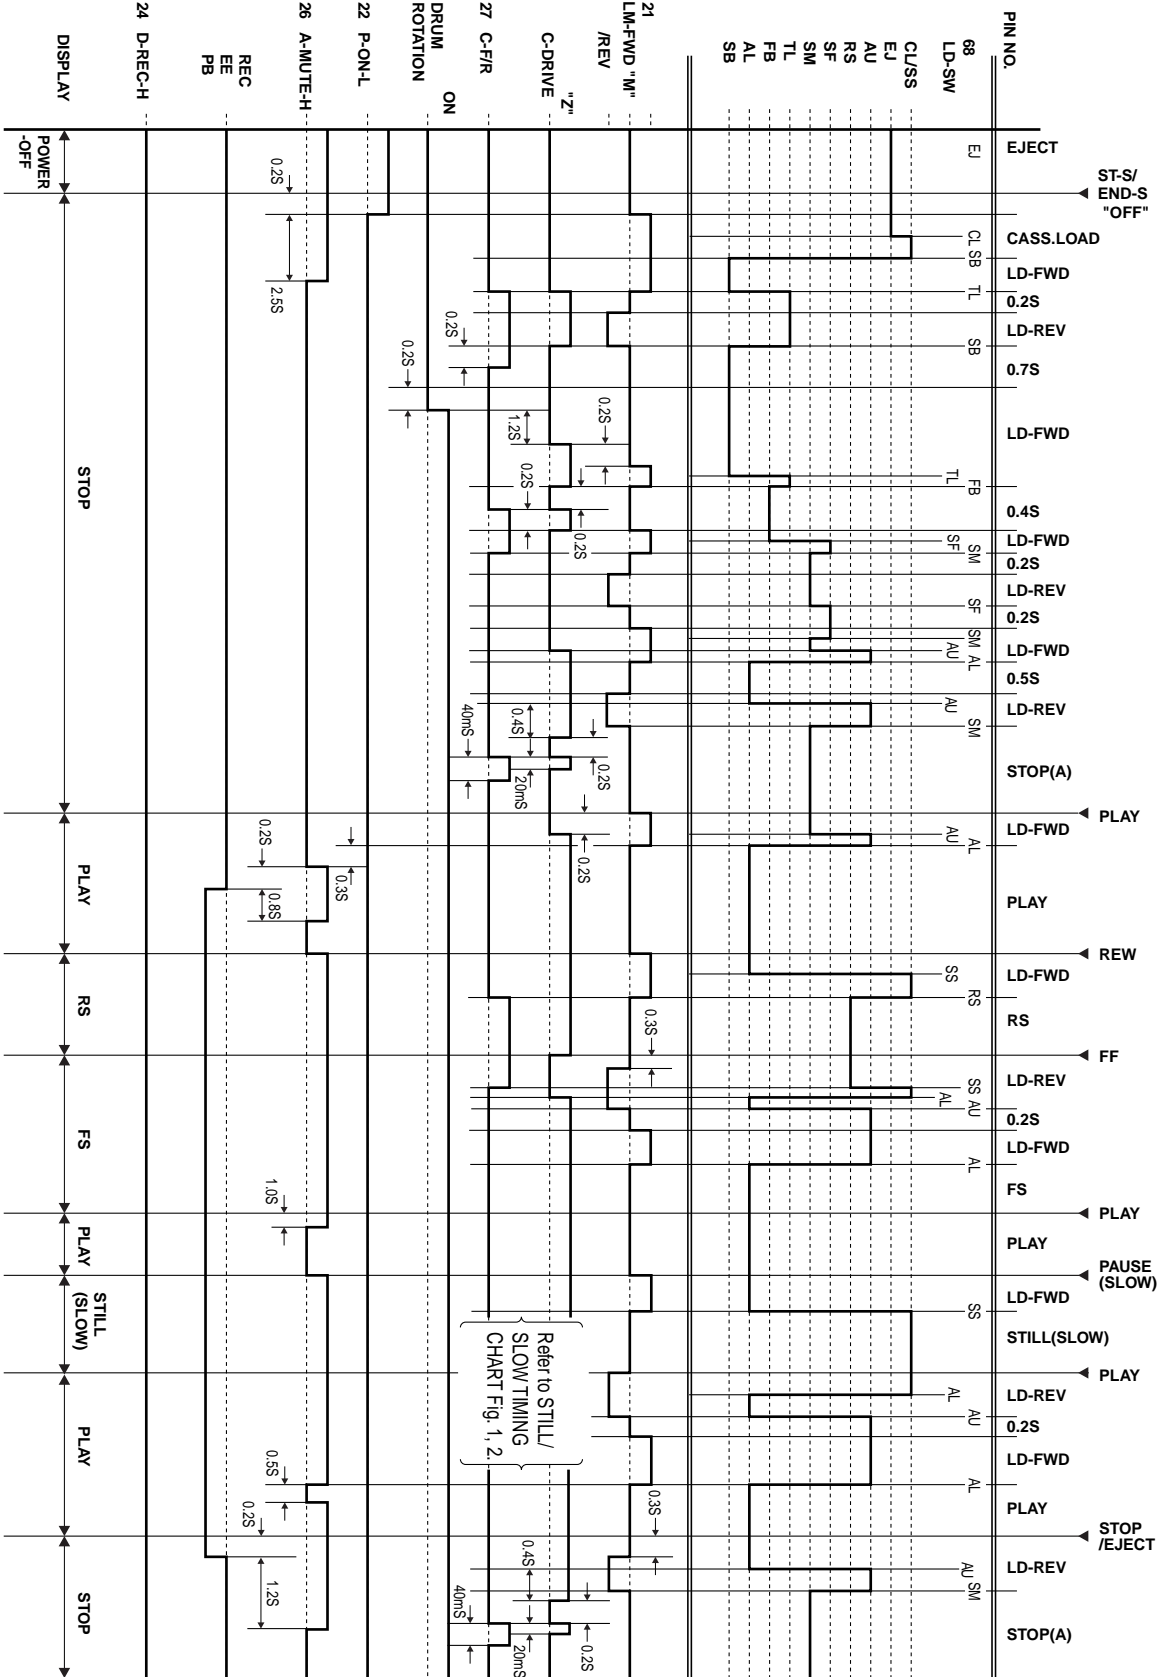 PIN NO.
EJECT
CASS.LOAD
LD-FWD
0.2S
LD-REV
0.7S
LD-FWD
0.4S
LD-FWD
0.2S
LD-REV
0.2S
LD-FWD
0.5S
LD-REV
STOP(A)
LD-FWD
PLAY
LD-FWD
RS
LD-REV
0.2S
LD-FWD
FS
PLAY
LD-FWD
STILL(SLOW)
LD-REV
0.2S
LD-FWD
PLAY
LD-REV
STOP(A)
ST-S/
END-S
"OFF"
PLAY
REW
FF
PLAY
PAUSE
(SLOW)
PLAY
STOP
/EJECT
68
LD-SW
CL/SS
EJ
AU
RS
SF
SM
TL
FB
AL
SB
EJ
CL
SB
TL
SB
TL
FB
SF
SM
SF
SM
AU
AL
AU
SM
AU
AL
SS
RS
SS
AL
AU
AL
SS
AL
AU
AL
AU
SM
21
LM-FWD "M"
/REV
0.2S
0.3S
0.3S
"Z"
C-DRIVE
1.2S
0.2S
0.2S
0.4S
0.2S
20mS
0.2S
0.4S
0.2S
20mS
27 C-F/R
0.2S
40mS
40mS
Refer to STILL/
SLOW TIMING
CHART Fig. 1, 2.
ON
DRUM
ROTATION
0.2S
22 P-ON-L
0.3S
26 A-MUTE-H
0.2S
2.5S
0.2S
0.8S
1.0S
0.5S
0.2S
1.2S
REC
EE
PB
24 D-REC-H
DISPLAY
POWER
-OFF
STOP
PLAY
RS
FS
PLAY
STILL
(SLOW)
PLAY
STOP